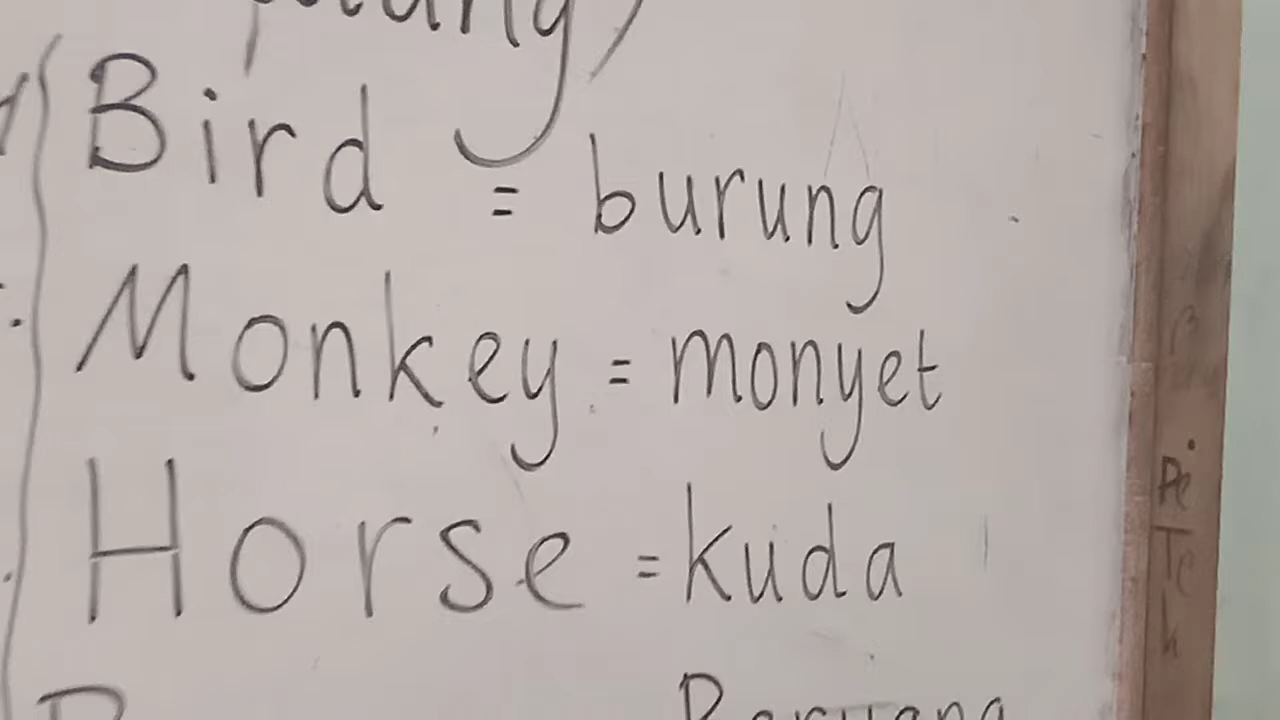 Bird = burung
Monkey = monyet
Horse = kuda